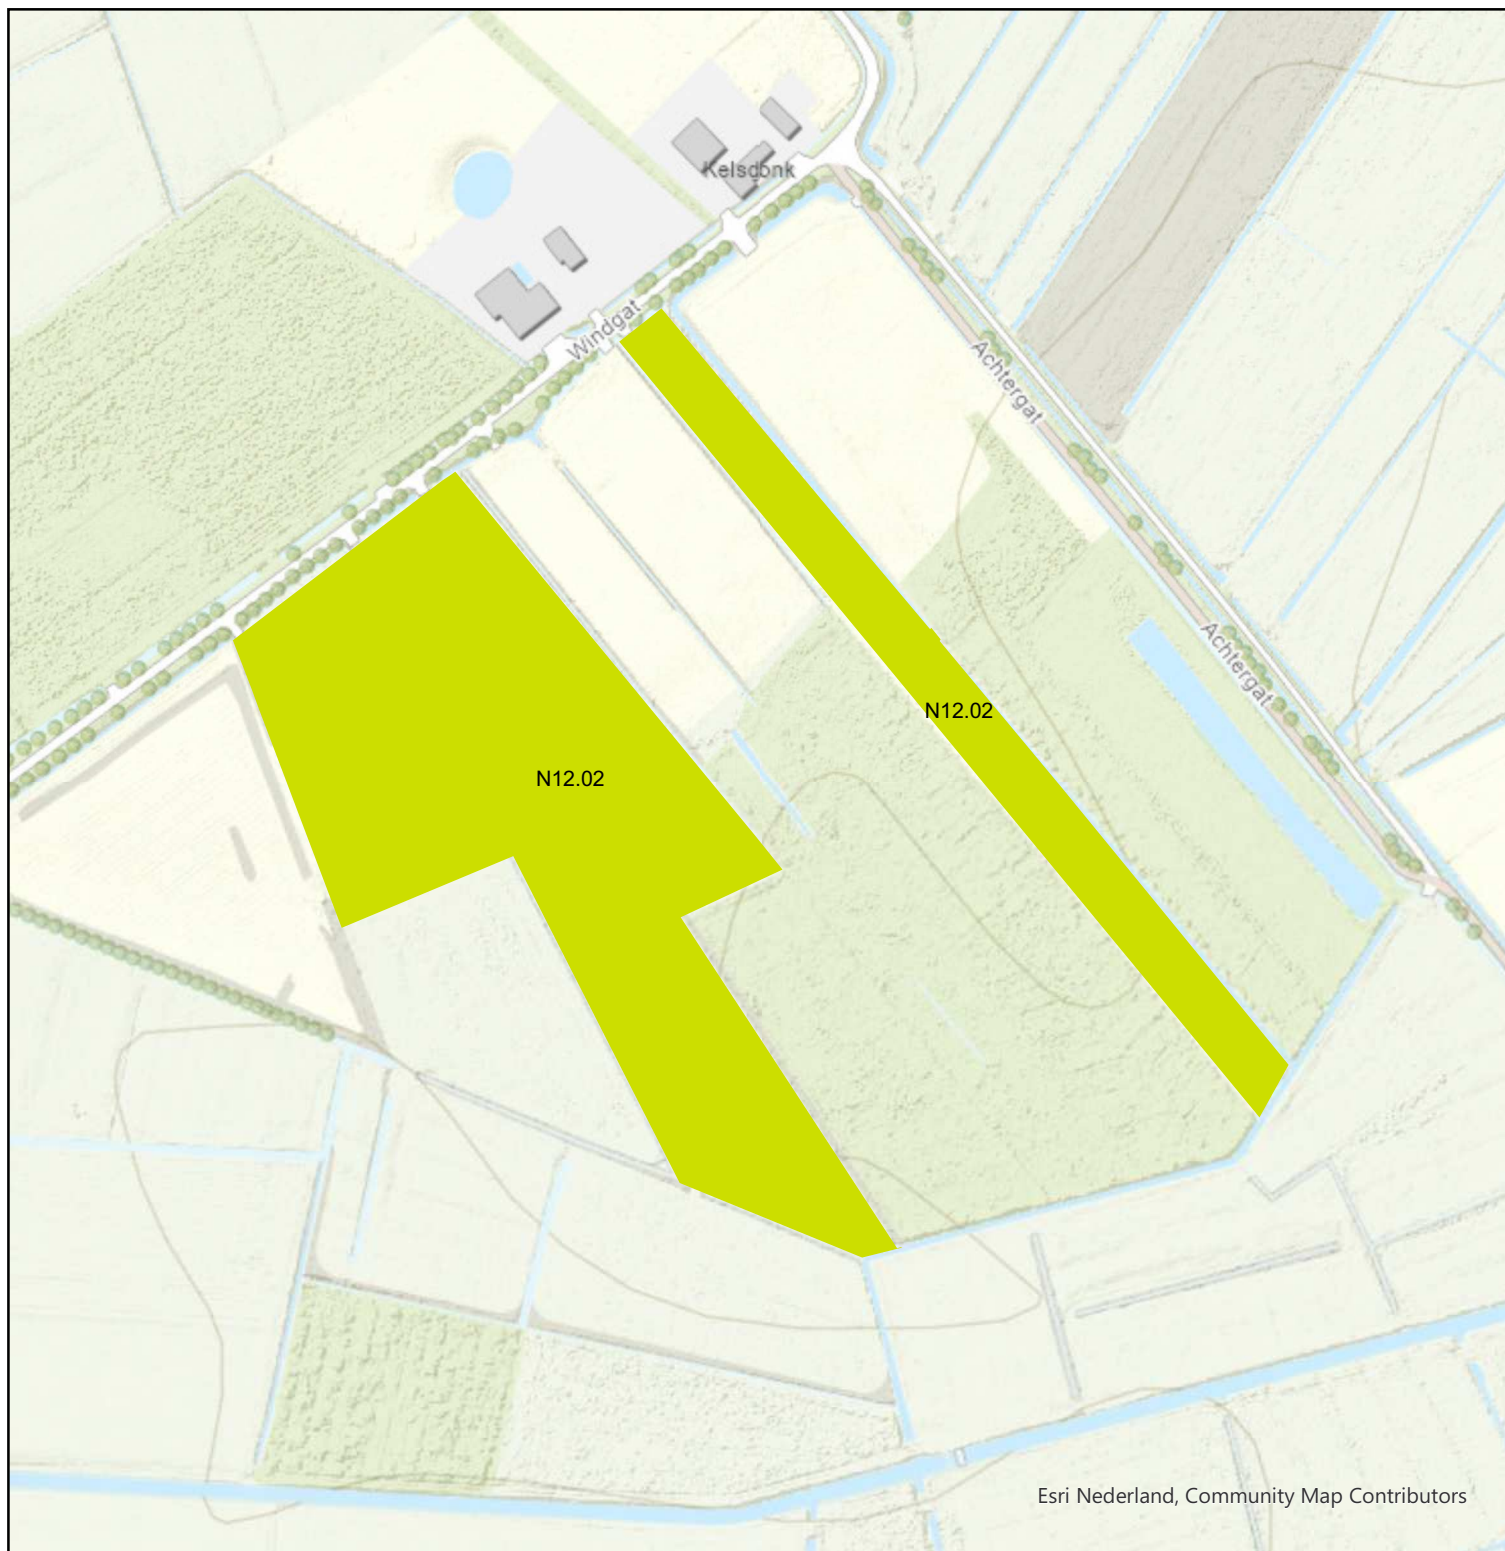 Kelsdonk
Windgat
Achtergat
Achtergat
N12.02
N12.02
Esri Nederland, Community Map Contributors